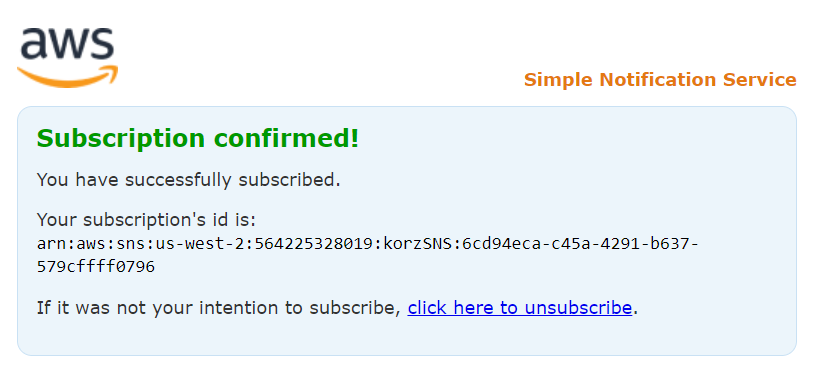 aws
Simple Notification Service
Subscription confirmed!
You have successfully subscribed.
Your subscription's id is:
arn:aws:sns:us-west-2:564225328019:korzSNS:6cd94eca-c45a-4291-b637-
579cffff0796
If it was not your intention to subscribe, click here to unsubscribe.